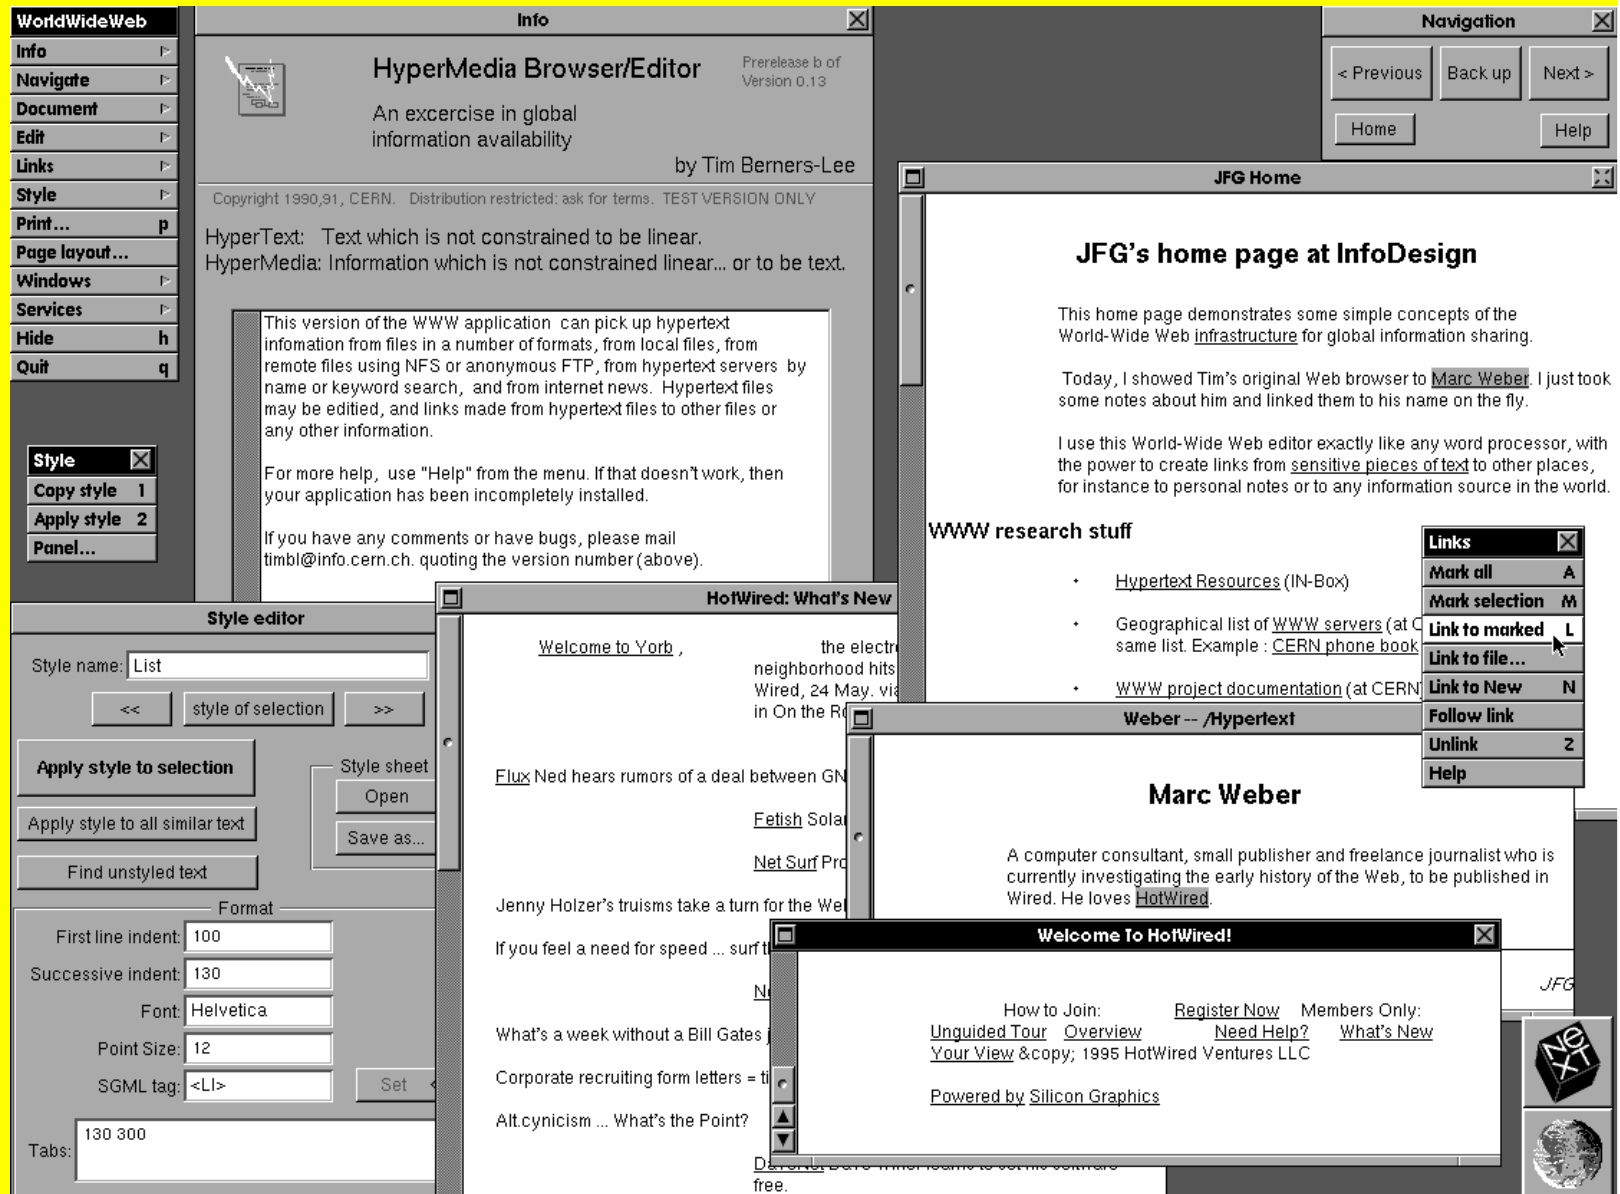 WorldWideWeb
Info
Navigate
Document
Edit
Links
Style
Print... p
Page layout...
Windows
Services
Hide h
Quit q
Style
Copy style 1
Apply style 2
Panel...
Info
HyperMedia Browser/Editor
Prerelease b of
Version 0.13
An excercise in global
information availability
by Tim Berners-Lee
Copyright 1990,91, CERN. Distribution restricted: ask for terms. TEST VERSION ONLY
HyperText: Text which is not constrained to be linear.
HyperMedia: Information which is not constrained linear... or to be text.
This version of the WWW application can pick up hypertext
infomation from files in a number of formats, from local files, from
remote files using NFS or anonymous FTP, from hypertext servers by
name or keyword search, and from internet news. Hypertext files
may be editied, and links made from hypertext files to other files or
any other information.
For more help, use "Help" from the menu. If that doesn't work, then
your application has been incompletely installed.
If you have any comments or have bugs, please mail
timbl@info.cern.ch. quoting the version number (above).
Navigation
< Previous Back up Next >
Home Help
JFG Home
JFG's home page at InfoDesign
This home page demonstrates some simple concepts of the
World-Wide Web infrastructure for global information sharing.
Today, I showed Tim's original Web browser to Marc Weber. I just took
some notes about him and linked them to his name on the fly.
I use this World-Wide Web editor exactly like any word processor, with
the power to create links from sensitive pieces of text to other places,
for instance to personal notes or to any information source in the world.
WWW research stuff
• Hypertext Resources (IN-Box)
• Geographical list of WWW servers (at C
same list. Example : CERN phone book
• WWW project documentation (at CERN)
Links
Mark all A
Mark selection M
Link to marked L
Link to file...
Link to New N
Follow link
Unlink Z
Help
Style editor
Style name: List
<< style of selection >>
Apply style to selection
Apply style to all similar text
Find unstyled text
Style sheet
Open
Save as...
Format
First line indent: 100
Successive indent: 130
Font: Helvetica
Point Size: 12
SGML tag: <LI>
Set
Tabs: 130 300
HotWired: What's New
Welcome to Yorb , the electr
neighborhood hits
Wired, 24 May. via
in On the Ro
Flux Ned hears rumors of a deal between GN
Fetish Sola
Net Surf Pro
Jenny Holzer's truisms take a turn for the We
If you feel a need for speed ... surf t
What's a week without a Bill Gates j
Corporate recruiting form letters = ti
Alt.cynicism ... What's the Point?
free.
Weber -- /Hypertext
Marc Weber
A computer consultant, small publisher and freelance journalist who is
currently investigating the early history of the Web, to be published in
Wired. He loves HotWired.
JFG
Welcome To HotWired!
How to Join: Register Now Members Only:
Unguided Tour Overview Need Help? What's New
Your View &copy; 1995 HotWired Ventures LLC
Powered by Silicon Graphics
NeXT